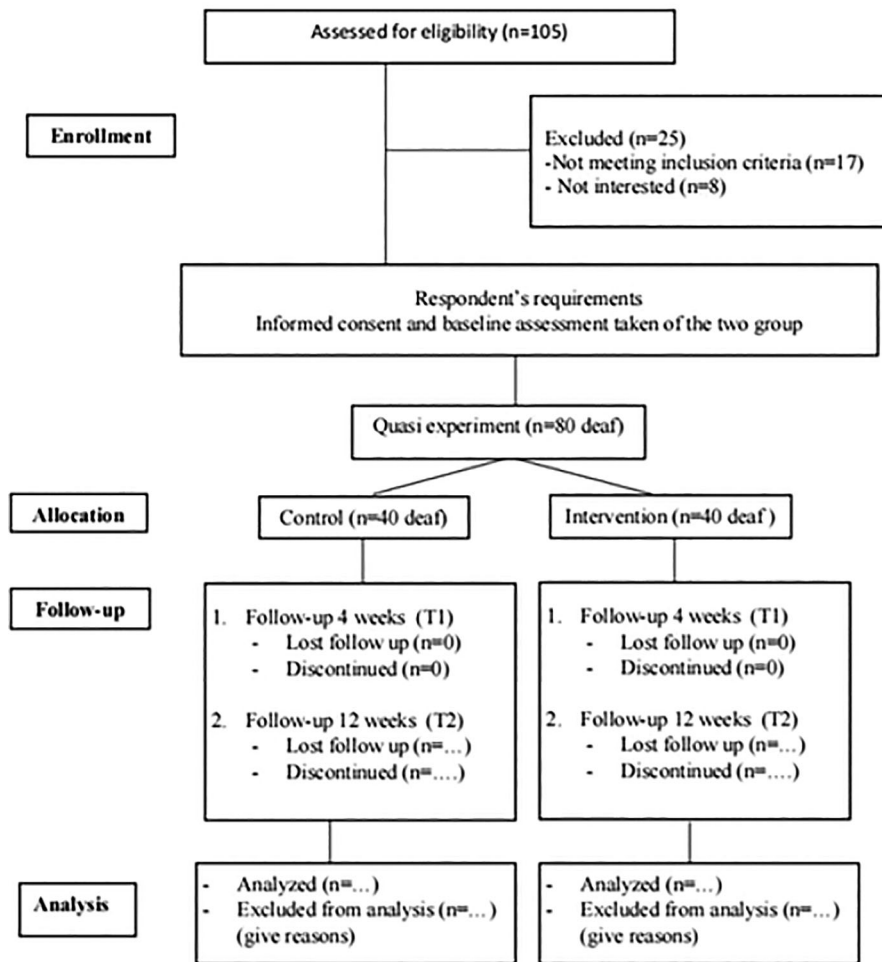 Assessed for eligibility (n=105)
Enrollment
Excluded (n=25)
-Not meeting inclusion criteria (n=17)
- Not interested (n=8)
Respondent's requirements
Informed consent and baseline assessment taken of the two group
Quasi experiment (n=80 deaf)
Allocation
Control (n=40 deaf)
Intervention (n=40 deaf )
Follow-up
1. Follow-up 4 weeks (T1)
- Lost follow up (n=0)
- Discontinued (n=0)
2. Follow-up 12 weeks (T2)
- Lost follow up (n=...)
- Discontinued (n=....)
1. Follow-up 4 weeks (T1)
- Lost follow up (n=0)
- Discontinued (n=0)
2. Follow-up 12 weeks (T2)
- Lost follow up (n=...)
- Discontinued (n=....)
Analysis
- Analyzed (n=...)
- Excluded from analysis (n=...)
(give reasons)
- Analyzed (n=...)
- Excluded from analysis (n=...)
(give reasons)